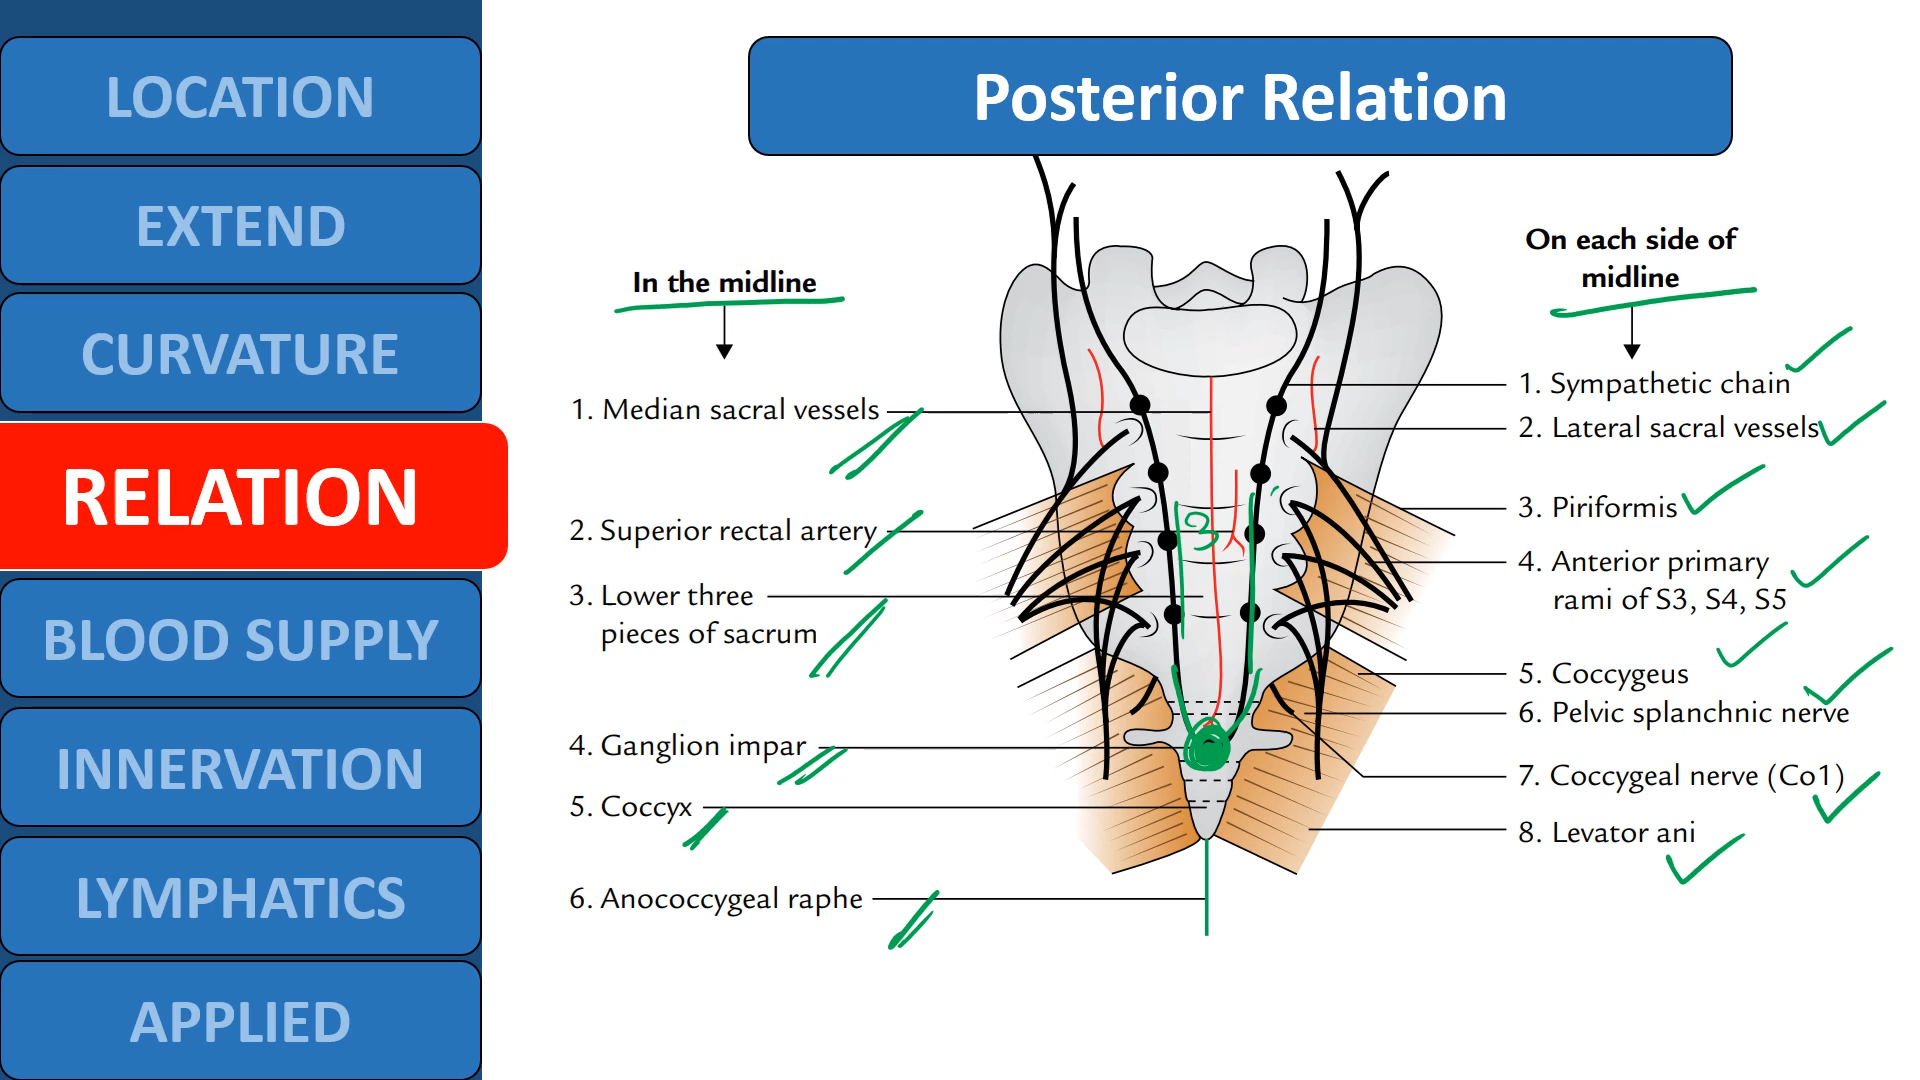 LOCATION
EXTEND
CURVATURE
RELATION
BLOOD SUPPLY
INNERVATION
LYMPHATICS
APPLIED
Posterior Relation
In the midline
1. Median sacral vessels
2. Superior rectal artery
3. Lower three
pieces of sacrum
4. Ganglion impar
5. Coccyx
6. Anococcygeal raphe
3
On each side of
midline
1. Sympathetic chain
2. Lateral sacral vessels
3. Piriformis
4. Anterior primary
rami of S3, S4, S5
5. Coccygeus
6. Pelvic splanchnic nerve
7. Coccygeal nerve (Co1)
8. Levator ani